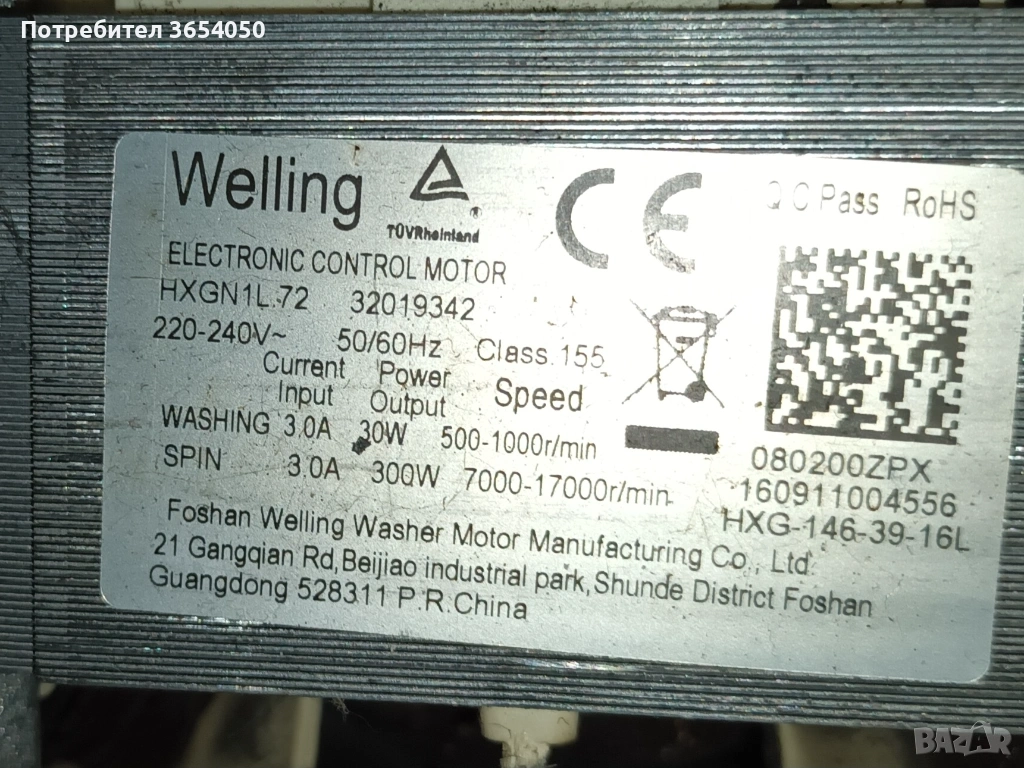 Потребител 3654050
Welling
TÜVRheinland
CE
QC Pass RoHS
ELECTRONIC CONTROL MOTOR
HXGN1L.72 32019342
220-240V~ 50/60Hz Class.155
Current Input Power Output Speed
WASHING 3.0A 30W 500-1000r/min
SPIN 3.0A 300W 7000-17000r/min
080200ZPX
160911004556
HXG-146-39-16L
Foshan Welling Washer Motor Manufacturing Co., Ltd.
21 Gangqian Rd,Beijiao industrial park,Shunde District Foshan
Guangdong 528311 P.R.China
BAZAR